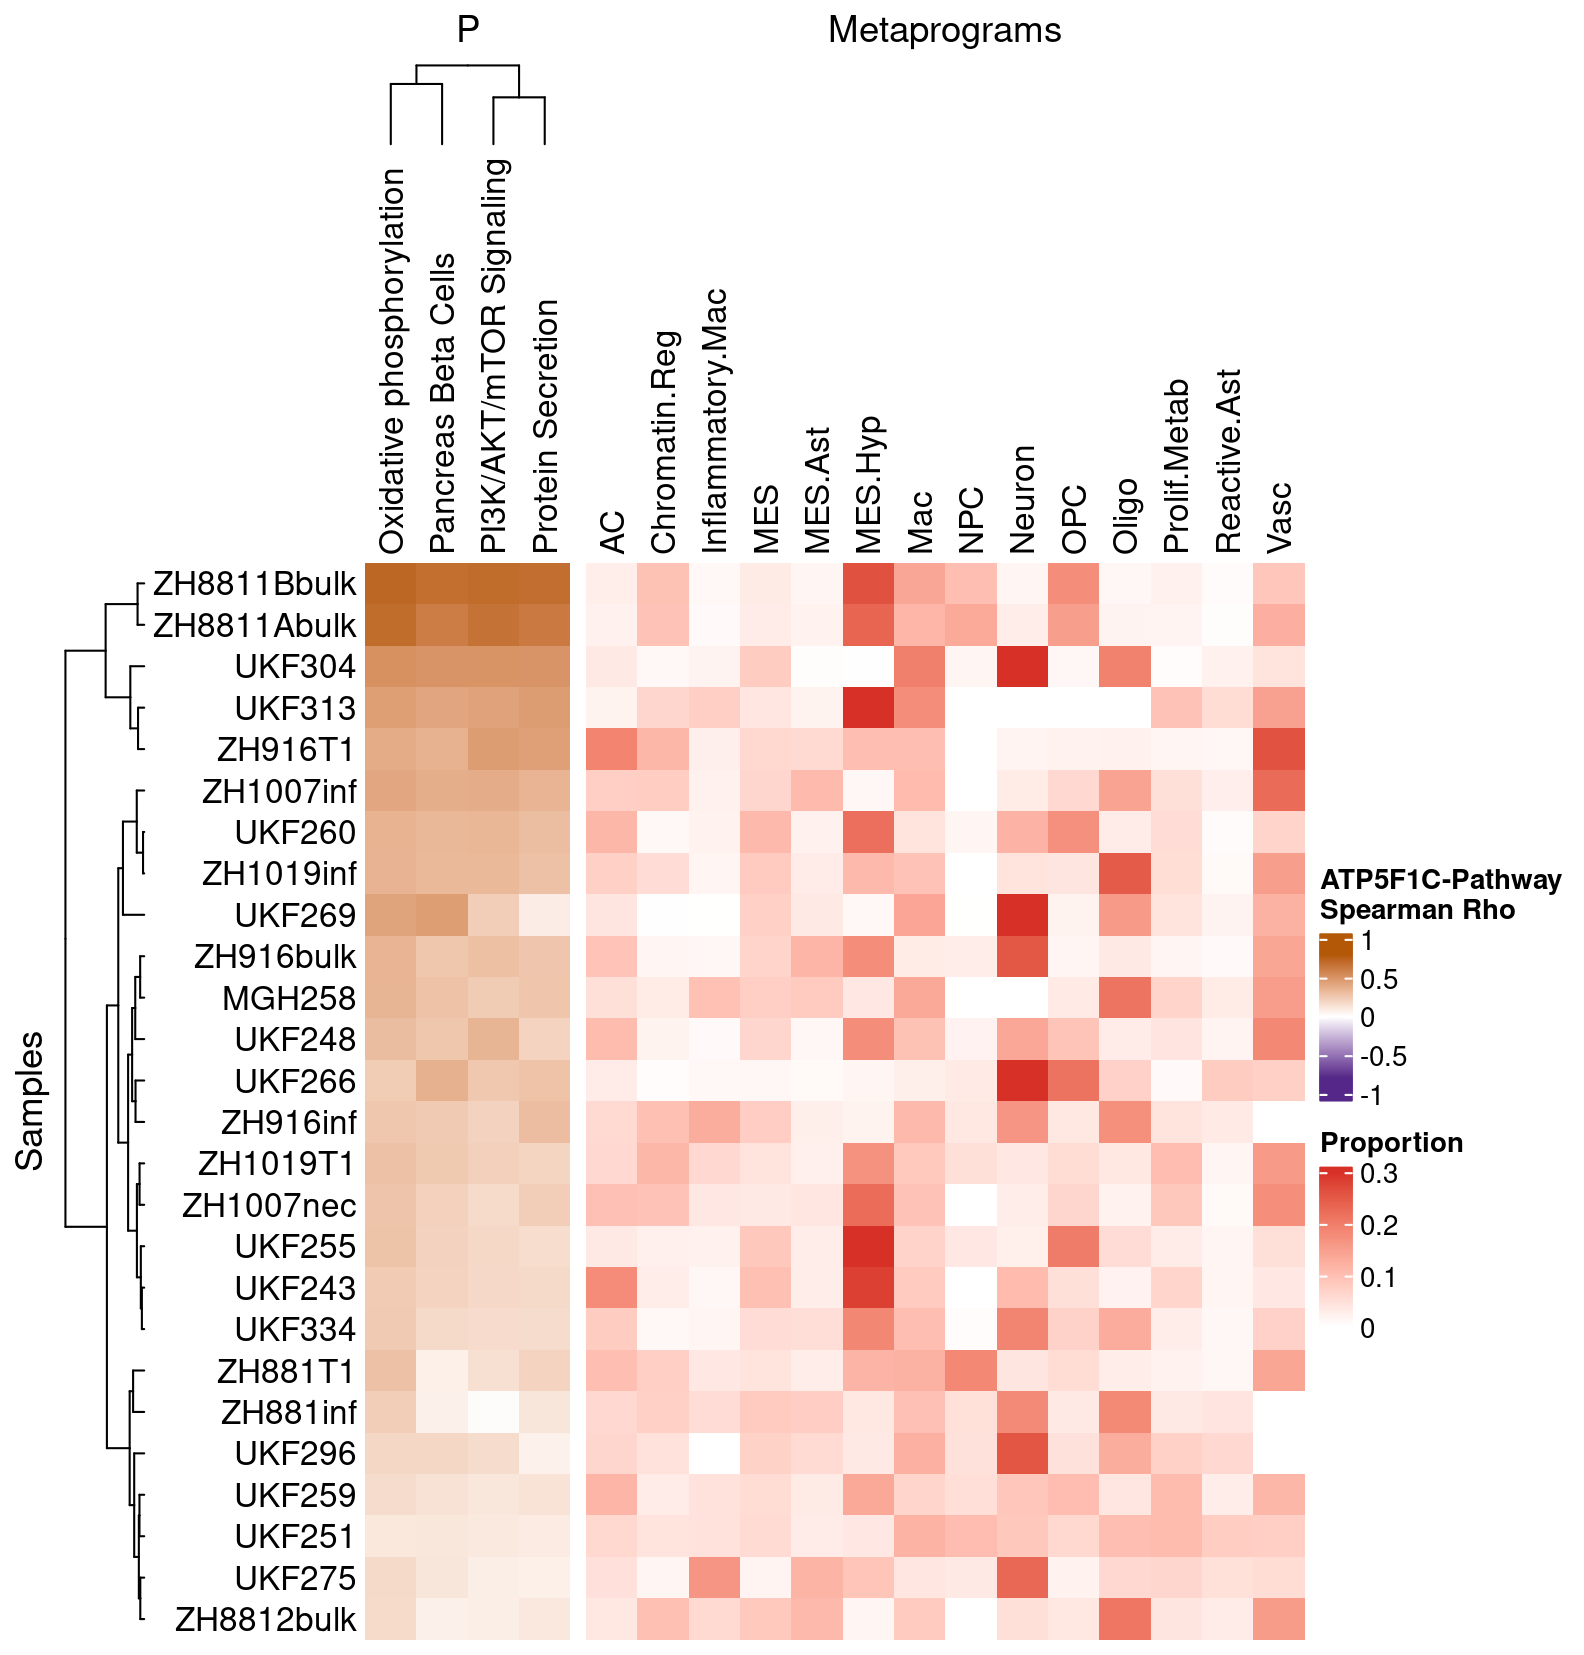 P
Metaprograms
Oxidative phosphorylation
Pancreas Beta Cells
PI3K/AKT/mTOR Signaling
Protein Secretion
AC
Chromatin.Reg
Inflammatory.Mac
MES
MES.Ast
MES.Hyp
Mac
NPC
Neuron
OPC
Oligo
Prolif.Metab
Reactive.Ast
Vasc
Samples
ZH8811Bbulk
ZH8811Abulk
UKF304
UKF313
ZH916T1
ZH1007inf
UKF260
ZH1019inf
UKF269
ZH916bulk
MGH258
UKF248
UKF266
ZH916inf
ZH1019T1
ZH1007nec
UKF255
UKF243
UKF334
ZH881T1
ZH881inf
UKF296
UKF259
UKF251
UKF275
ZH8812bulk
ATP5F1C-Pathway
Spearman Rho
1
0.5
0
-0.5
-1
Proportion
0.3
0.2
0.1
0